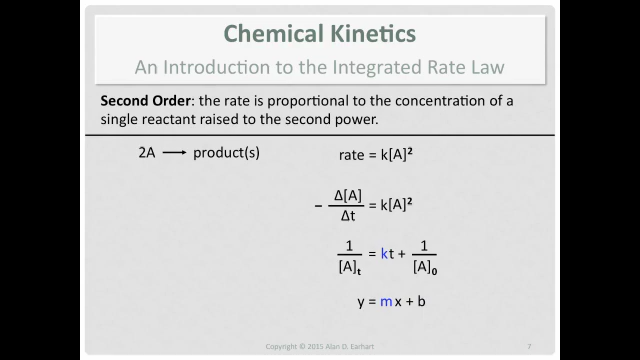 Chemical Kinetics
An Introduction to the Integrated Rate Law
Second Order: the rate is proportional to the concentration of a
single reactant raised to the second power.
2A ⟶ product(s)
rate = k[A]²
− Δ[A]/Δt = k[A]²
1/[A]ₜ = kt + 1/[A]₀
y = mx + b
Copyright © 2015 Alan D. Earhart
7